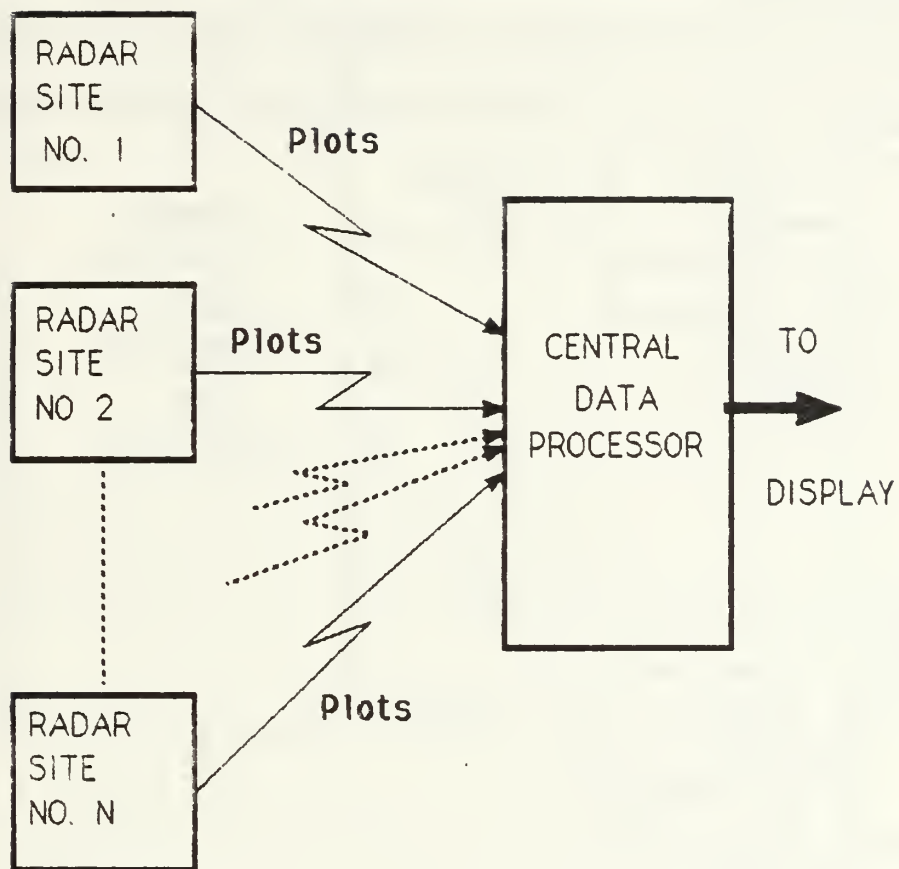 RADAR
SITE
NO. 1
Plots
RADAR
SITE
NO 2
Plots
CENTRAL
DATA
PROCESSOR
TO
DISPLAY
RADAR
SITE
NO. N
Plots